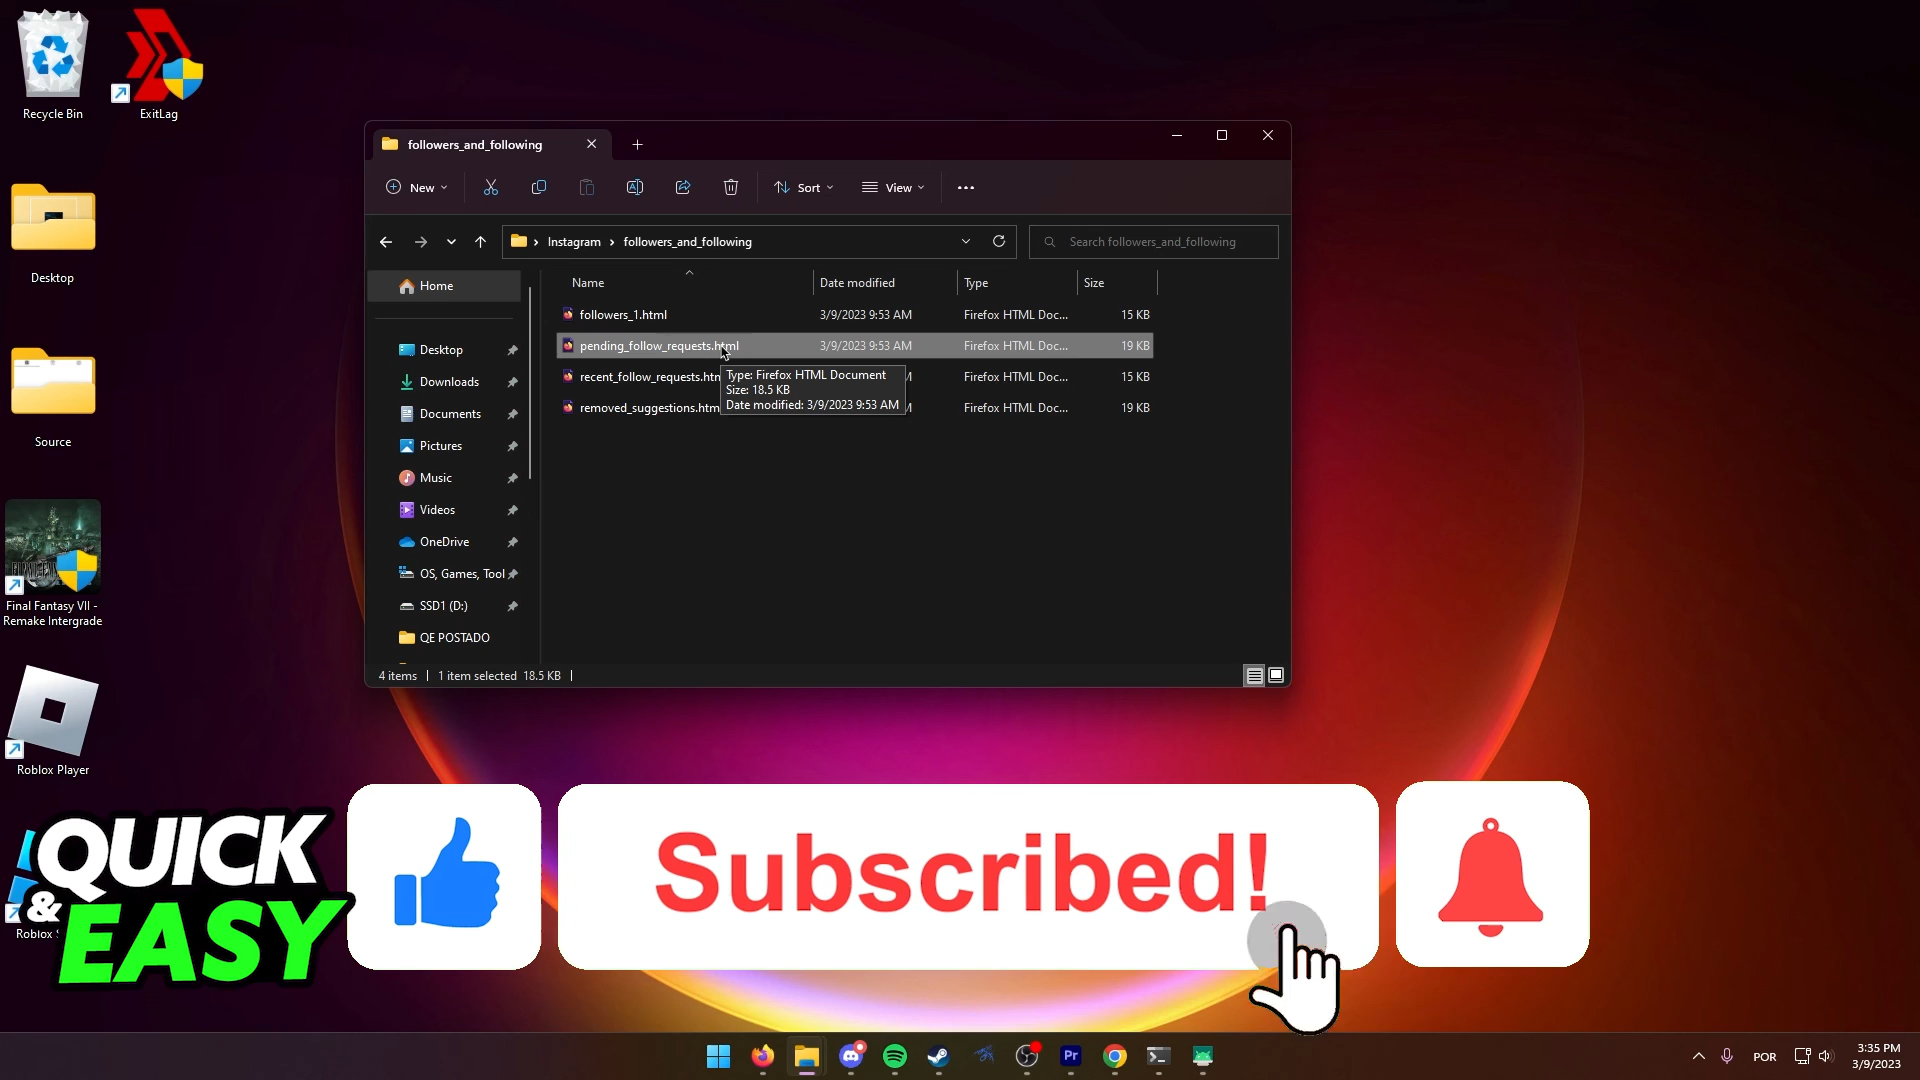 Recycle Bin
ExitLag
Desktop
Source
Final Fantasy VII -
Remake Intergrade
Roblox Player
Roblox S
followers_and_following
New
Sort
View
Instagram
followers_and_following
Search followers_and_following
Home
Desktop
Downloads
Documents
Pictures
Music
Videos
OneDrive
OS, Games, Tool
SSD1 (D:)
QE POSTADO
Name
Date modified
Type
Size
followers_1.html
3/9/2023 9:53 AM
Firefox HTML Doc...
15 KB
pending_follow_requests.html
3/9/2023 9:53 AM
Firefox HTML Doc...
19 KB
recent_follow_requests.htm
Firefox HTML Doc...
15 KB
removed_suggestions.htm
Firefox HTML Doc...
19 KB
Type: Firefox HTML Document
Size: 18.5 KB
Date modified: 3/9/2023 9:53 AM
4 items
1 item selected 18.5 KB
QUICK
&
EASY
Subscribed!
Pr
POR
3:35 PM
3/9/2023